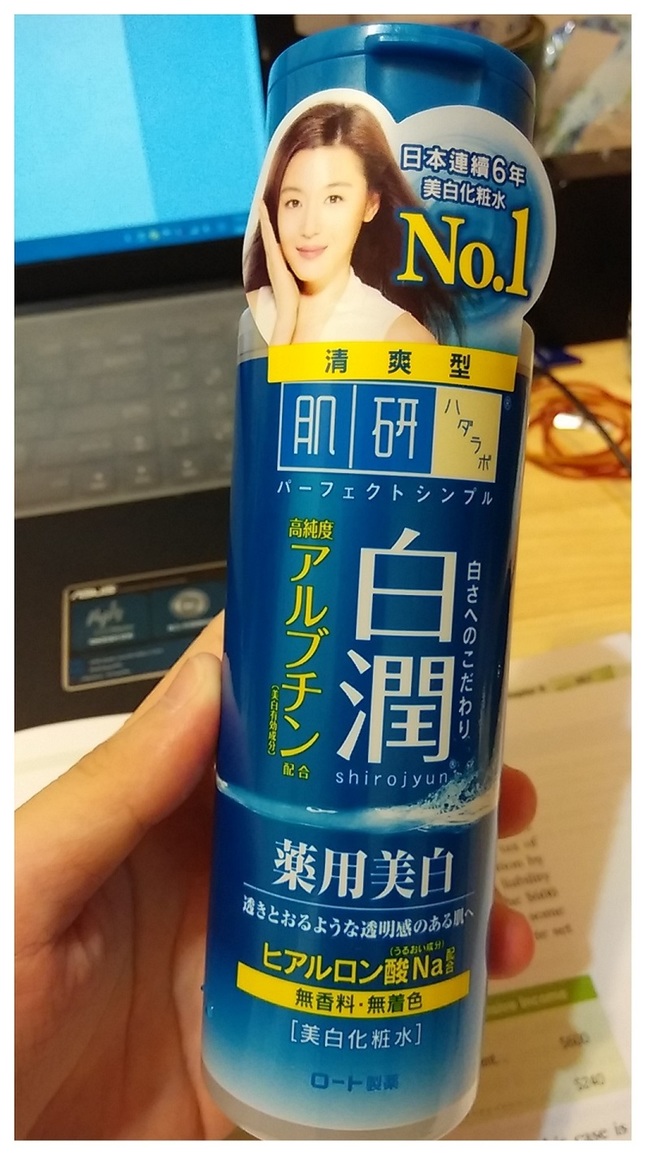 日本連續6年
美白化粧水
No.1
清爽型
肌研
ハダラボ
®
パーフェクトシンプル
高純度
アルブチン
(美白有効成分)
配合
白潤
白さへのこだわり
shirojyun®
薬用美白
透きとおるような透明感のある肌へ
(うるおい成分)
ヒアルロン酸Na配合
無香料・無着色
[美白化粧水]
ロート製薬
ASUS
$600
$240